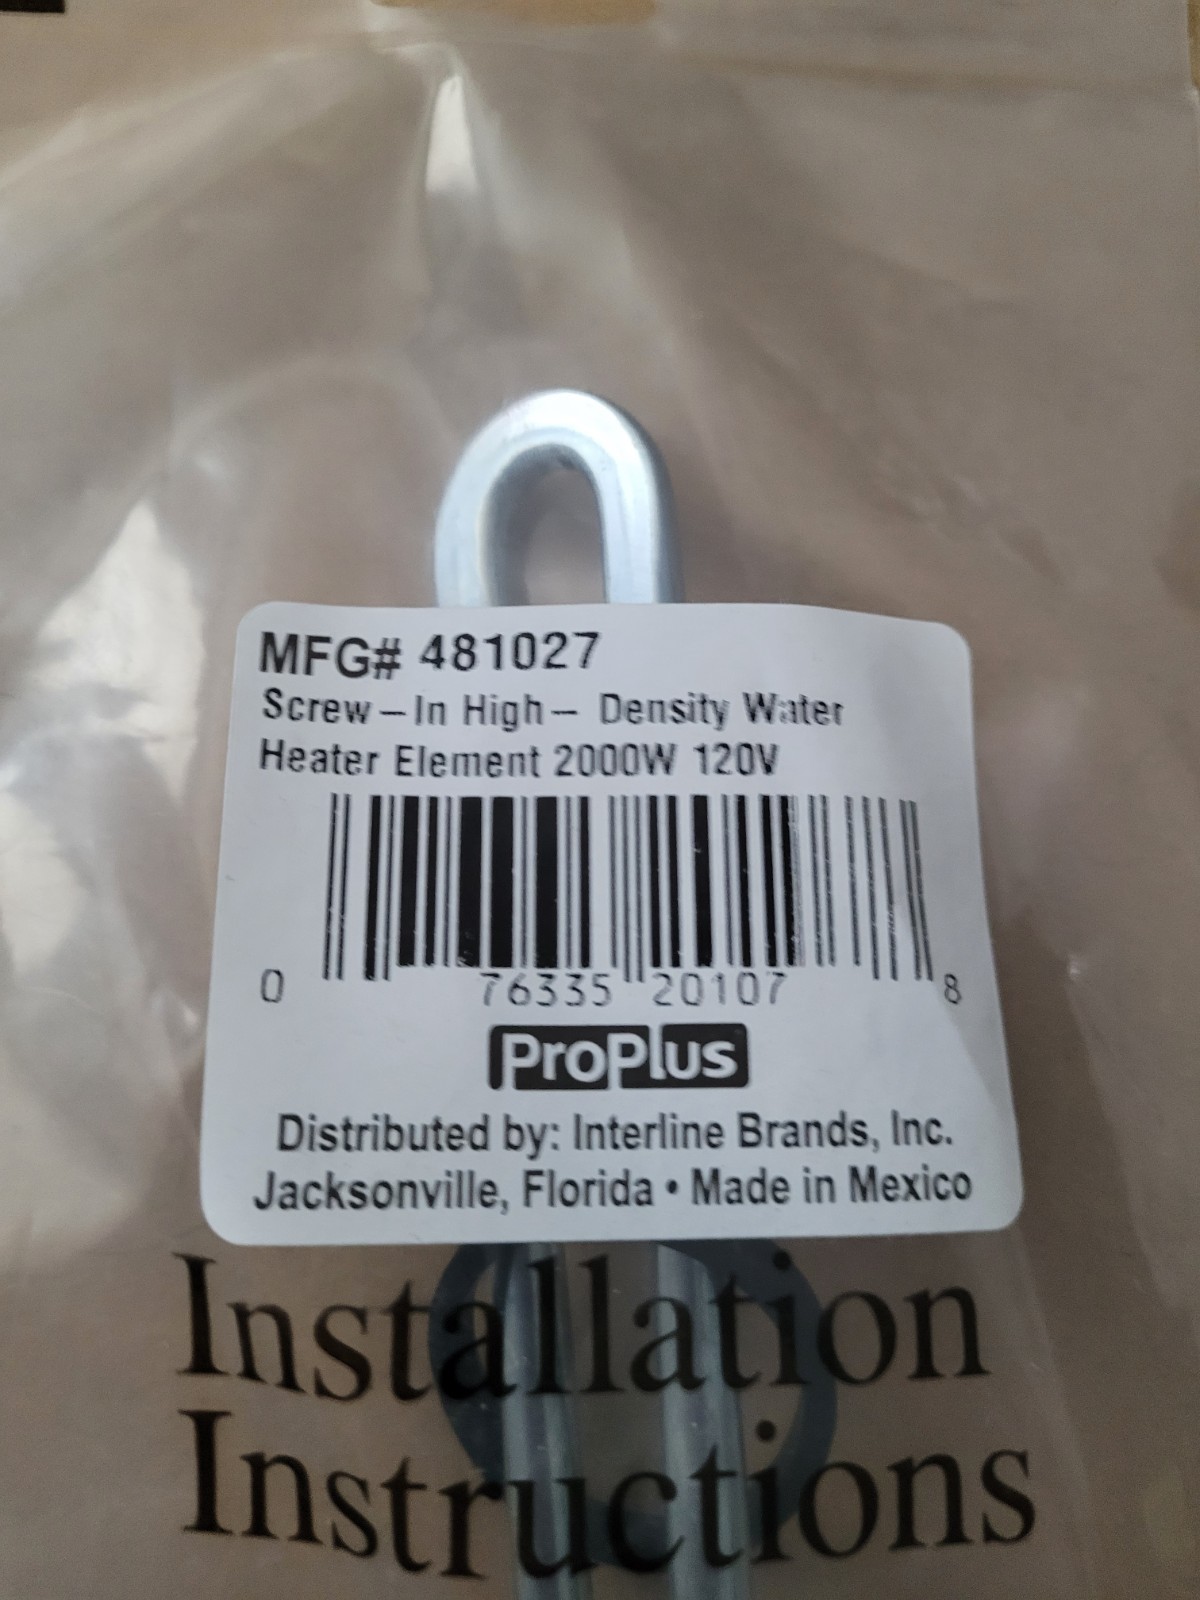 MFG# 481027
Screw-In High- Density Water
Heater Element 2000W 120V
0 76335 20107 8
ProPlus
Distributed by: Interline Brands, Inc.
Jacksonville, Florida • Made in Mexico
Installation
Instructions